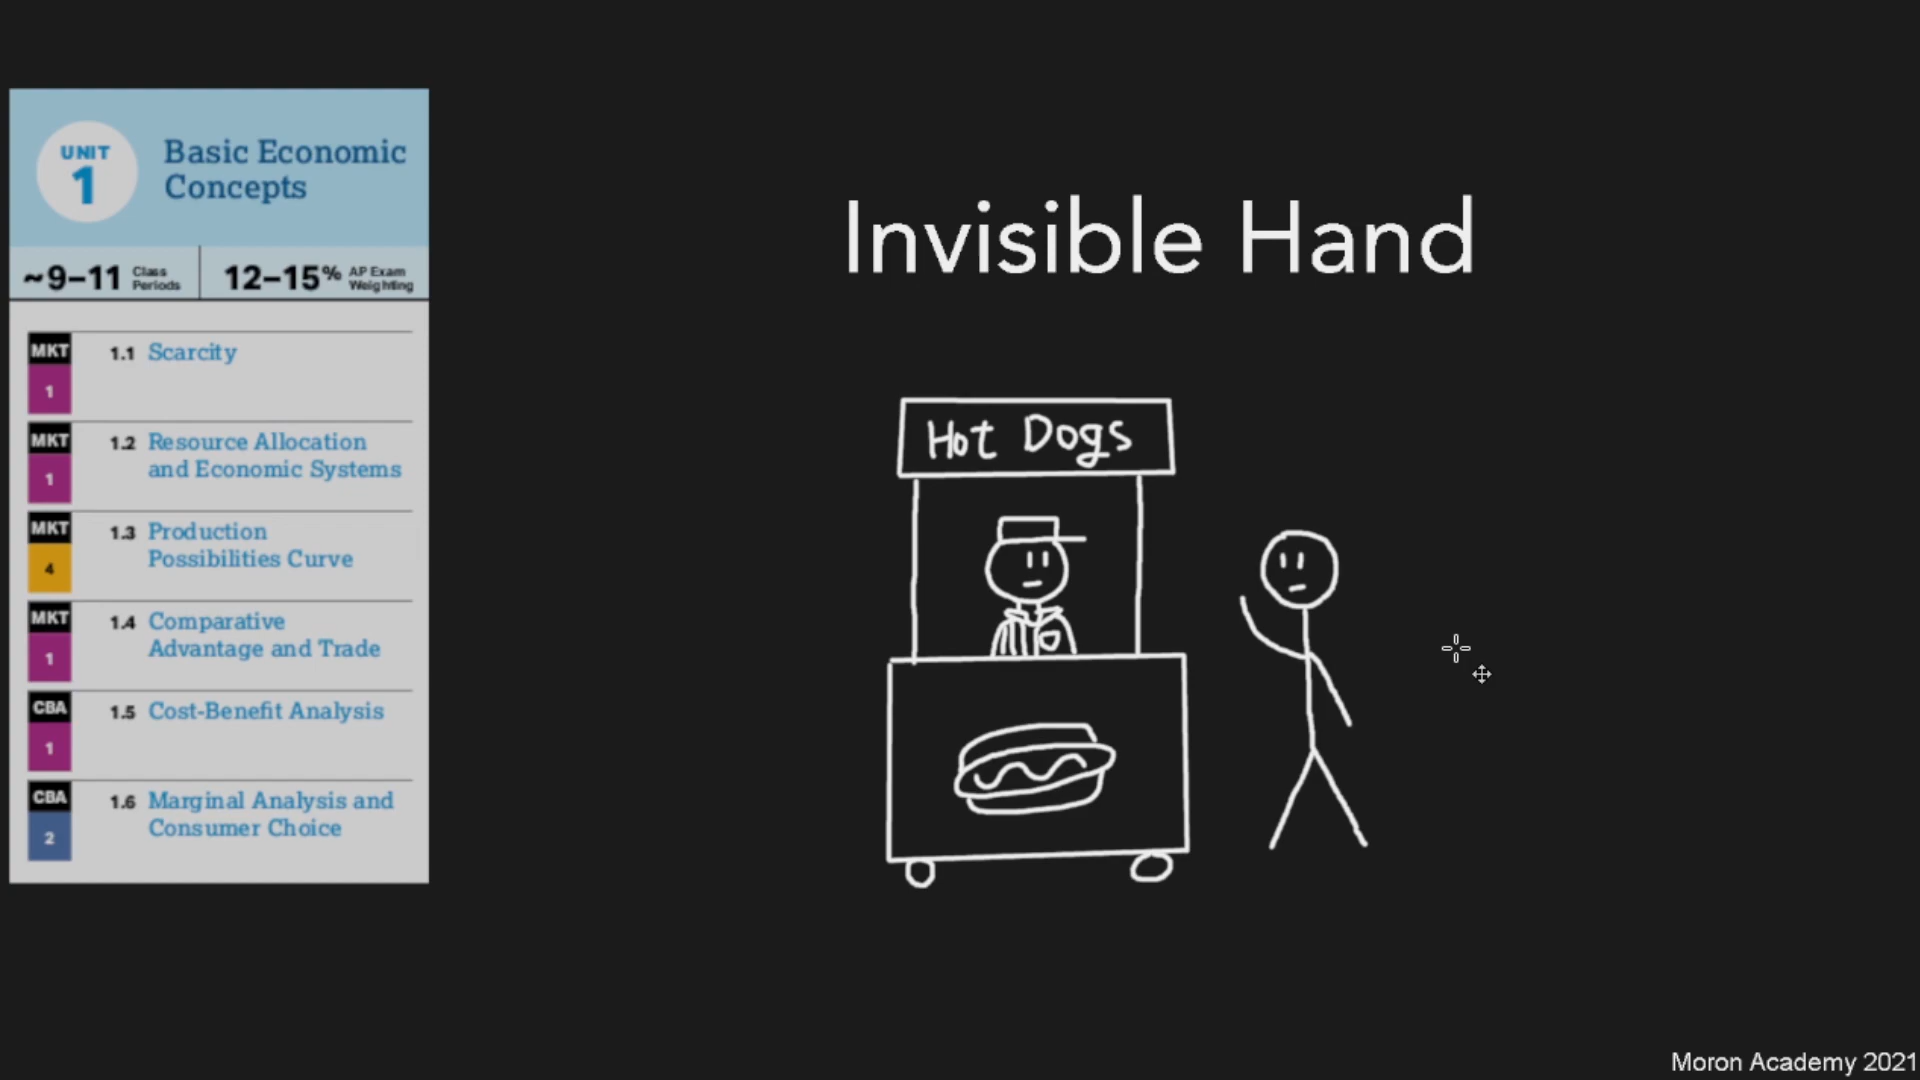 UNIT
1
Basic Economic
Concepts
~9–11 Class Periods
12–15% AP Exam Weighting
MKT
1
1.1 Scarcity
MKT
1
1.2 Resource Allocation
and Economic Systems
MKT
4
1.3 Production
Possibilities Curve
MKT
1
1.4 Comparative
Advantage and Trade
CBA
1
1.5 Cost-Benefit Analysis
CBA
2
1.6 Marginal Analysis and
Consumer Choice
Invisible Hand
Hot Dogs
Moron Academy 2021